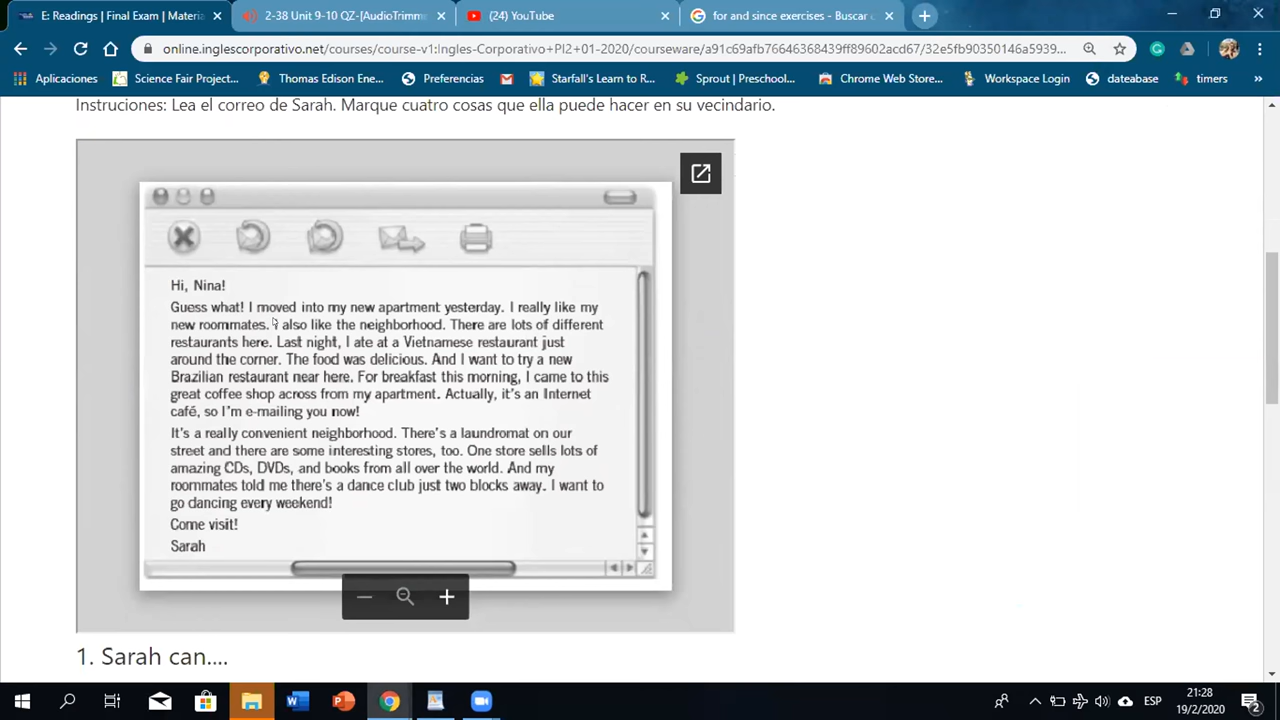 E: Readings | Final Exam | Materia
2-38 Unit 9-10 QZ-[AudioTrimme
(24) YouTube
for and since exercises - Buscar c
online.inglescorporativo.net/courses/course-v1:Ingles-Corporativo+PI2+01-2020/courseware/a91c69afb76646368439ff89602acd67/32e5fb90350146a5939...
Aplicaciones
Science Fair Project...
Thomas Edison Ene...
Preferencias
Starfall's Learn to R...
Sprout | Preschool...
Chrome Web Store...
Workspace Login
dateabase
timers
»
Instruciones: Lea el correo de Sarah. Marque cuatro cosas que ella puede hacer en su vecindario.
Hi, Nina!
Guess what! I moved into my new apartment yesterday. I really like my
new roommates. I also like the neighborhood. There are lots of different
restaurants here. Last night, I ate at a Vietnamese restaurant just
around the corner. The food was delicious. And I want to try a new
Brazilian restaurant near here. For breakfast this morning, I came to this
great coffee shop across from my apartment. Actually, it's an Internet
café, so I'm e-mailing you now!
It's a really convenient neighborhood. There's a laundromat on our
street and there are some interesting stores, too. One store sells lots of
amazing CDs, DVDs, and books from all over the world. And my
roommates told me there's a dance club just two blocks away. I want to
go dancing every weekend!
Come visit!
Sarah
1. Sarah can....
ESP
21:28
19/2/2020
2